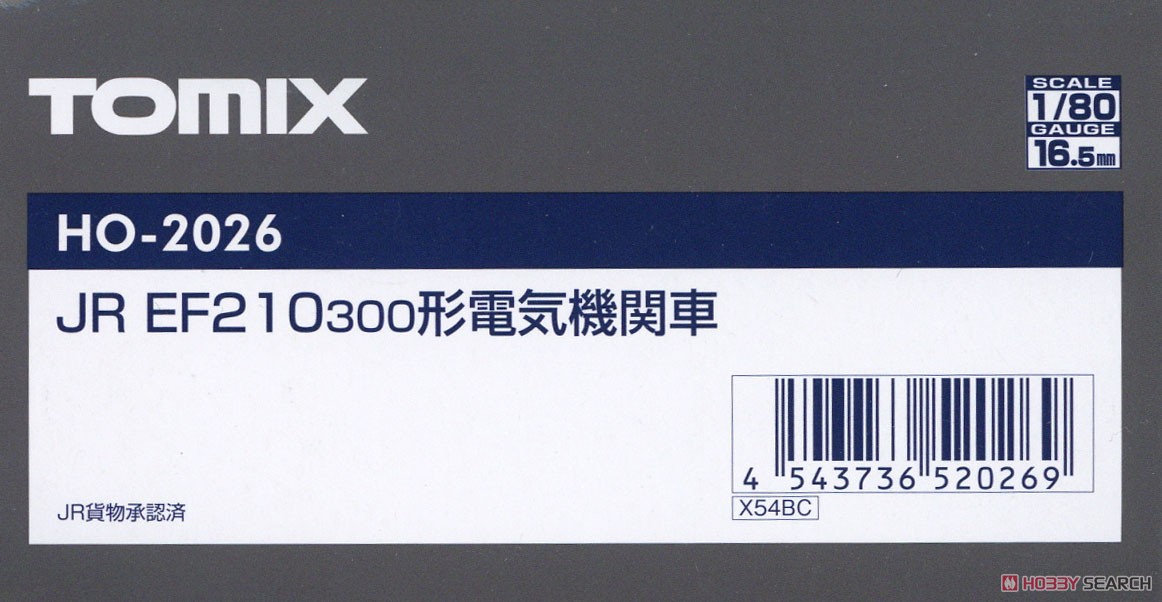 TOMIX
SCALE
1/80
GAUGE
16.5mm
HO-2026
JR EF210300形電気機関車
4 543736 520269
X54BC
JR貨物承認済
HOBBY SEARCH